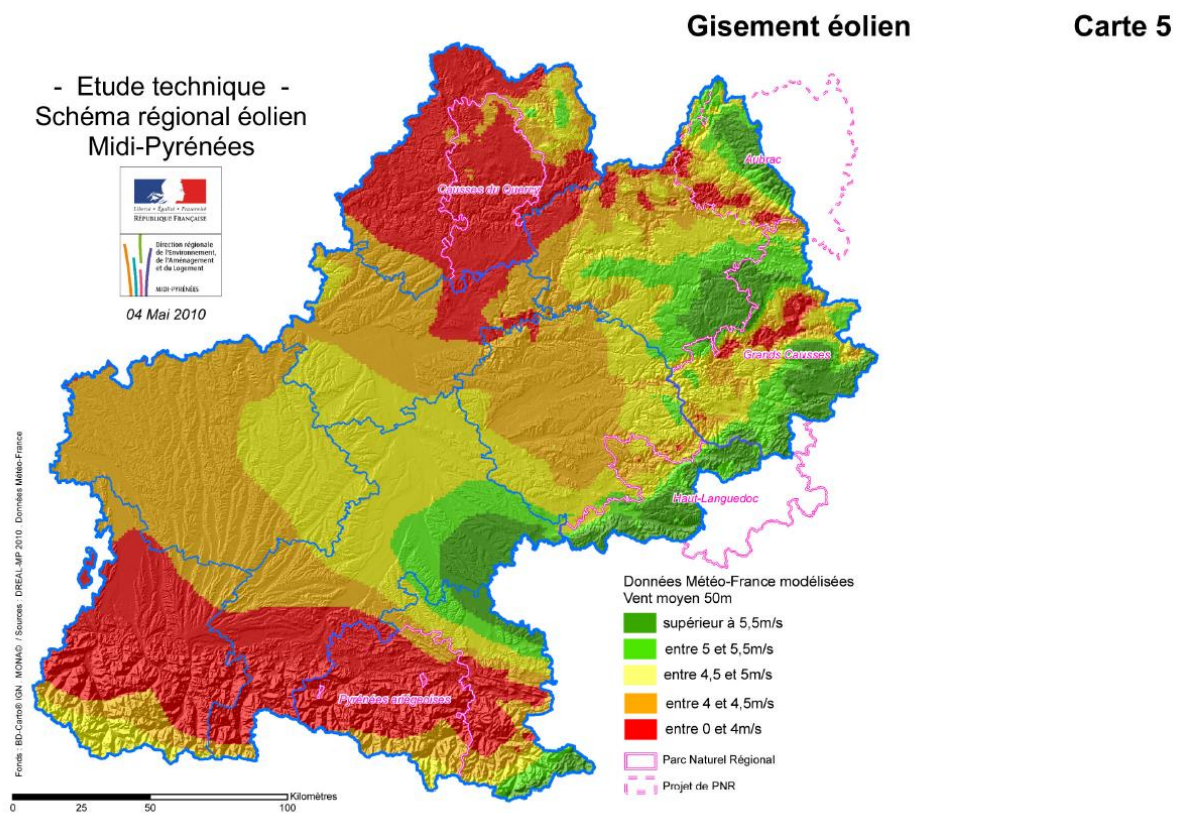 Gisement éolien
Carte 5
- Etude technique -
Schéma régional éolien
Midi-Pyrénées
Liberté • Égalité • Fraternité
RÉPUBLIQUE FRANÇAISE
Direction régionale
de l'Environnement,
de l'Aménagement
et du Logement
MIDI-PYRÉNÉES
04 Mai 2010
Aubrac
Causses du Quercy
Grands Causses
Haut-Languedoc
Pyrénées ariégeoises
Données Météo-France modélisées
Vent moyen 50m
supérieur à 5,5m/s
entre 5 et 5,5m/s
entre 4,5 et 5m/s
entre 4 et 4,5m/s
entre 0 et 4m/s
Parc Naturel Régional
Projet de PNR
Kilomètres
0 25 50 100
Fonds : BD-Carto® IGN . MONA© / Sources : DREAL-MP 2010 . Données Météo-France